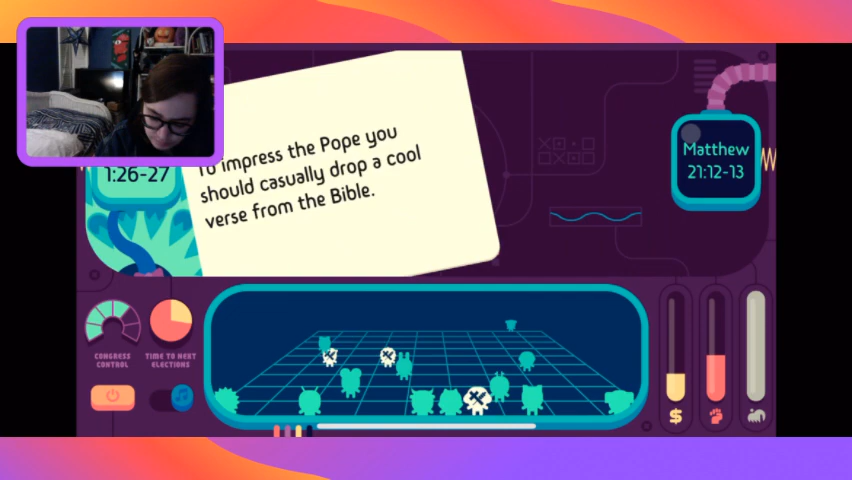 1:26-27
To impress the Pope you
should casually drop a cool
verse from the Bible.
Matthew
21:12-13
CONGRESS
CONTROL
TIME TO NEXT
ELECTIONS
$